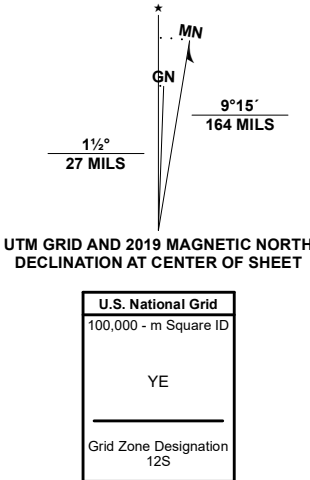 ★
MN
GN
1½°
27 MILS
9°15´
164 MILS
UTM GRID AND 2019 MAGNETIC NORTH
DECLINATION AT CENTER OF SHEET
U.S. National Grid
100,000 - m Square ID
YE
Grid Zone Designation
12S